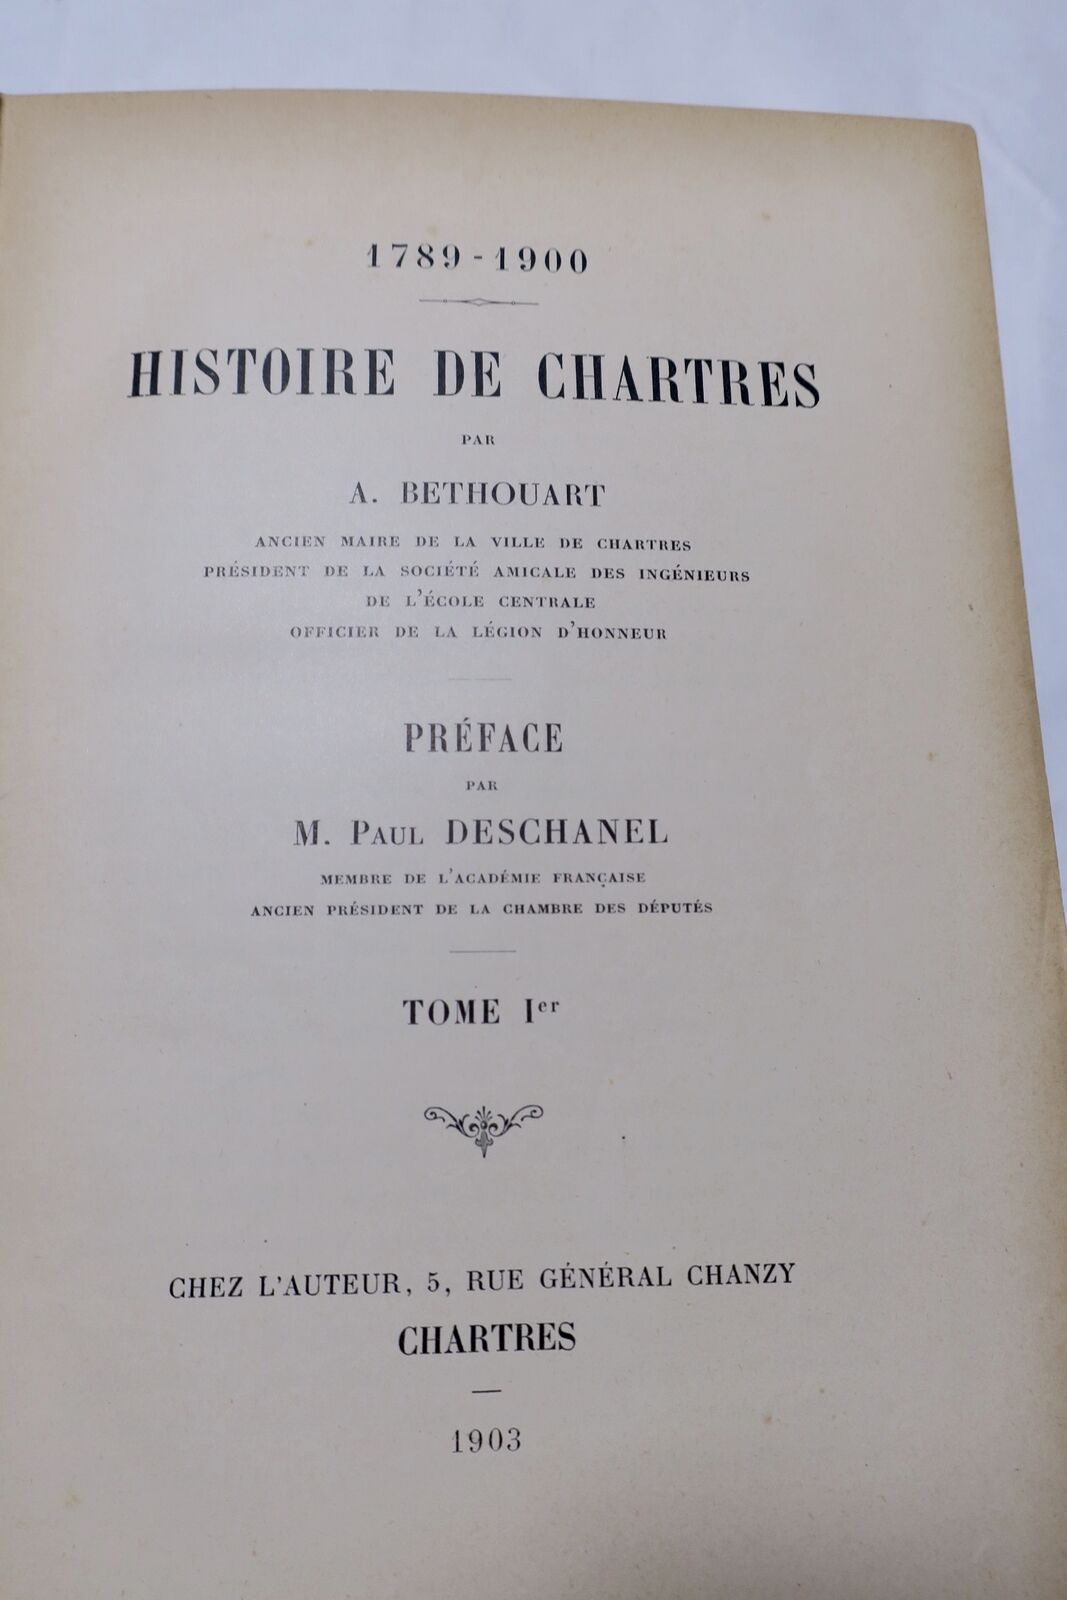 1789-1900
HISTOIRE DE CHARTRES
PAR
A. BETHOUART
ANCIEN MAIRE DE LA VILLE DE CHARTRES
PRÉSIDENT DE LA SOCIÉTÉ AMICALE DES INGÉNIEURS
DE L'ÉCOLE CENTRALE
OFFICIER DE LA LÉGION D'HONNEUR
PRÉFACE
PAR
M. PAUL DESCHANEL
MEMBRE DE L'ACADÉMIE FRANÇAISE
ANCIEN PRÉSIDENT DE LA CHAMBRE DES DÉPUTÉS
TOME Ier
CHEZ L'AUTEUR, 5, RUE GÉNÉRAL CHANZY
CHARTRES
1903